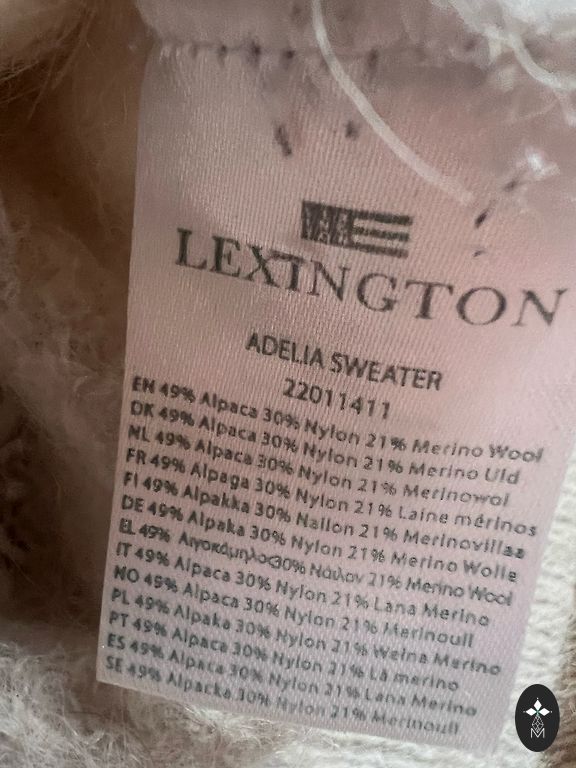 LEXINGTON
ADELIA SWEATER
22011411
EN 49% Alpaca 30% Nylon 21% Merino Wool
DK 49% Alpaca 30% Nylon 21% Merino Uld
NL 49% Alpaca 30% Nylon 21% Merinowol
FR 49% Alpaga 30% Nylon 21% Laine mérinos
FI 49% Alpakka 30% Nailon 21% Merinovillaa
DE 49% Alpaka 30% Nylon 21% Merino Wolle
EL 49% 30% Νάυλον 21% Merino Wool
IT 49% Alpaca 30% Nylon 21% Lana Merino
NO 49% Alpaca 30% Nylon 21% Merinoull
PL 49% Alpaka 30% Nylon 21% Welna Merino
PT 49% Alpaca 30% Nylon 21% Lã merino
ES 49% Alpaca 30% Nylon 21% Lana Merino
SE 49% Alpacka 30% Nylon 21% Merinoull
M